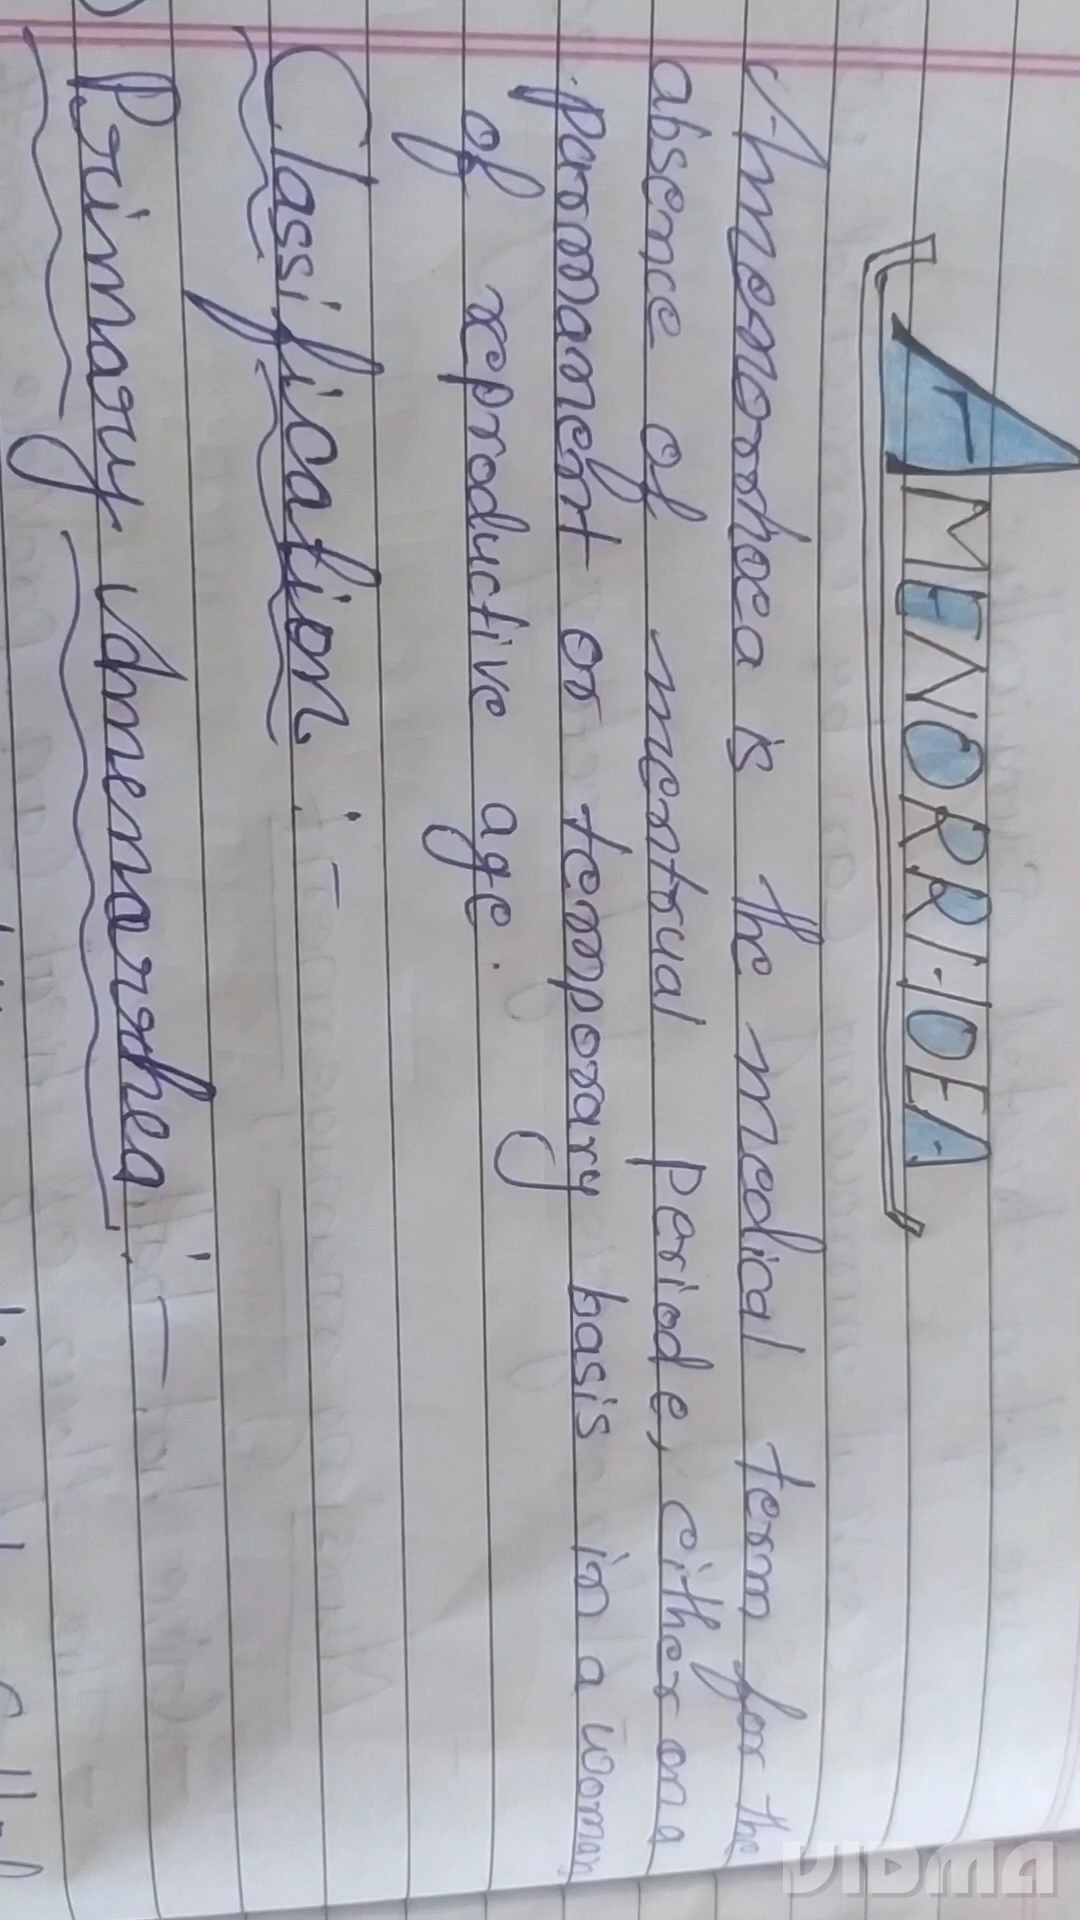 AMENORRHOEA
Amenorrhoea is the medical term for the
absence of menstrual periode, either on a
parmanent or temporary basis in a woman
of reproductive age.
Classification :-
Primary Amenorrhea :-
VIDMA